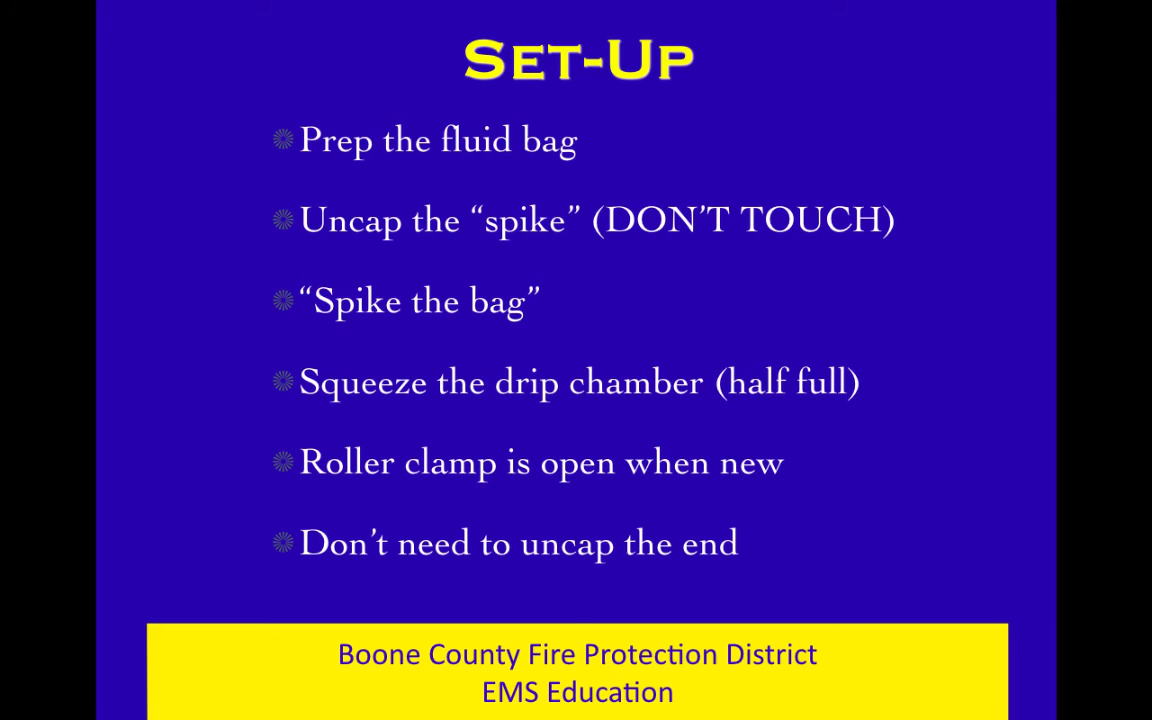 Set-Up
Prep the fluid bag
Uncap the “spike” (DON’T TOUCH)
“Spike the bag”
Squeeze the drip chamber (half full)
Roller clamp is open when new
Don’t need to uncap the end
Boone County Fire Protection District
EMS Education